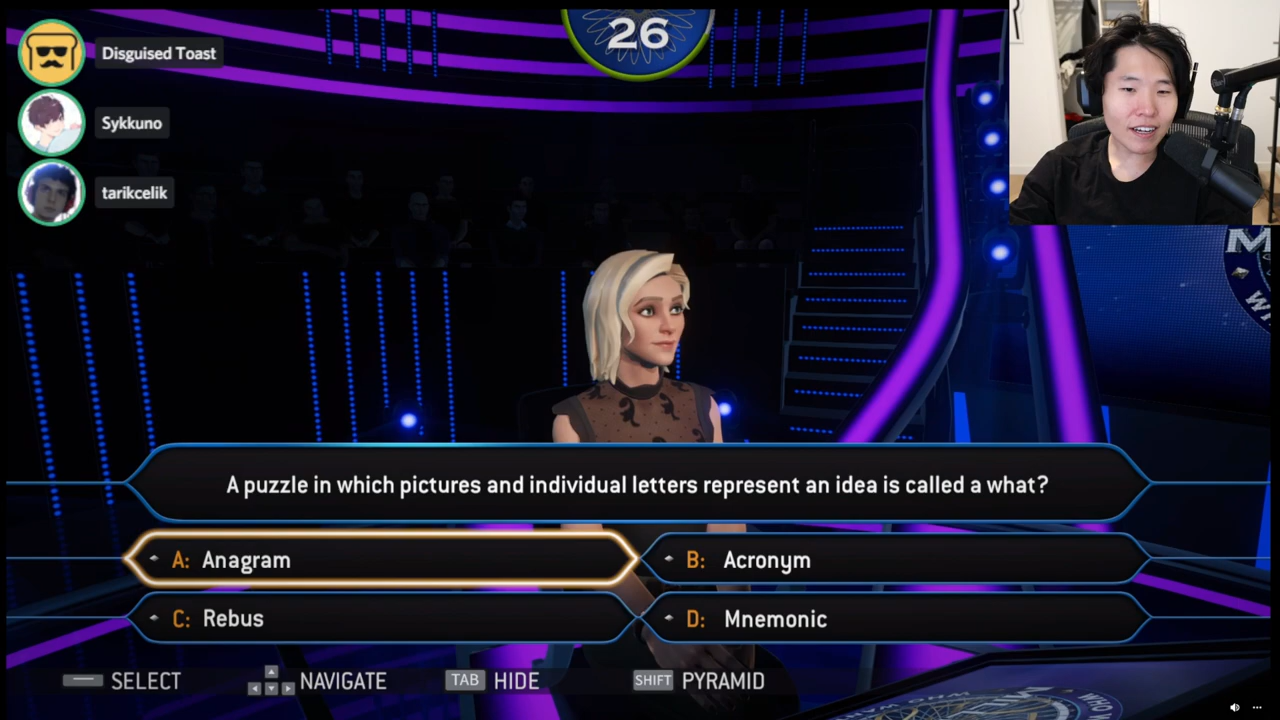 26
Disguised Toast
Sykkuno
tarikcelik
A puzzle in which pictures and individual letters represent an idea is called a what?
A: Anagram
B: Acronym
C: Rebus
D: Mnemonic
SELECT
NAVIGATE
TAB HIDE
SHIFT PYRAMID